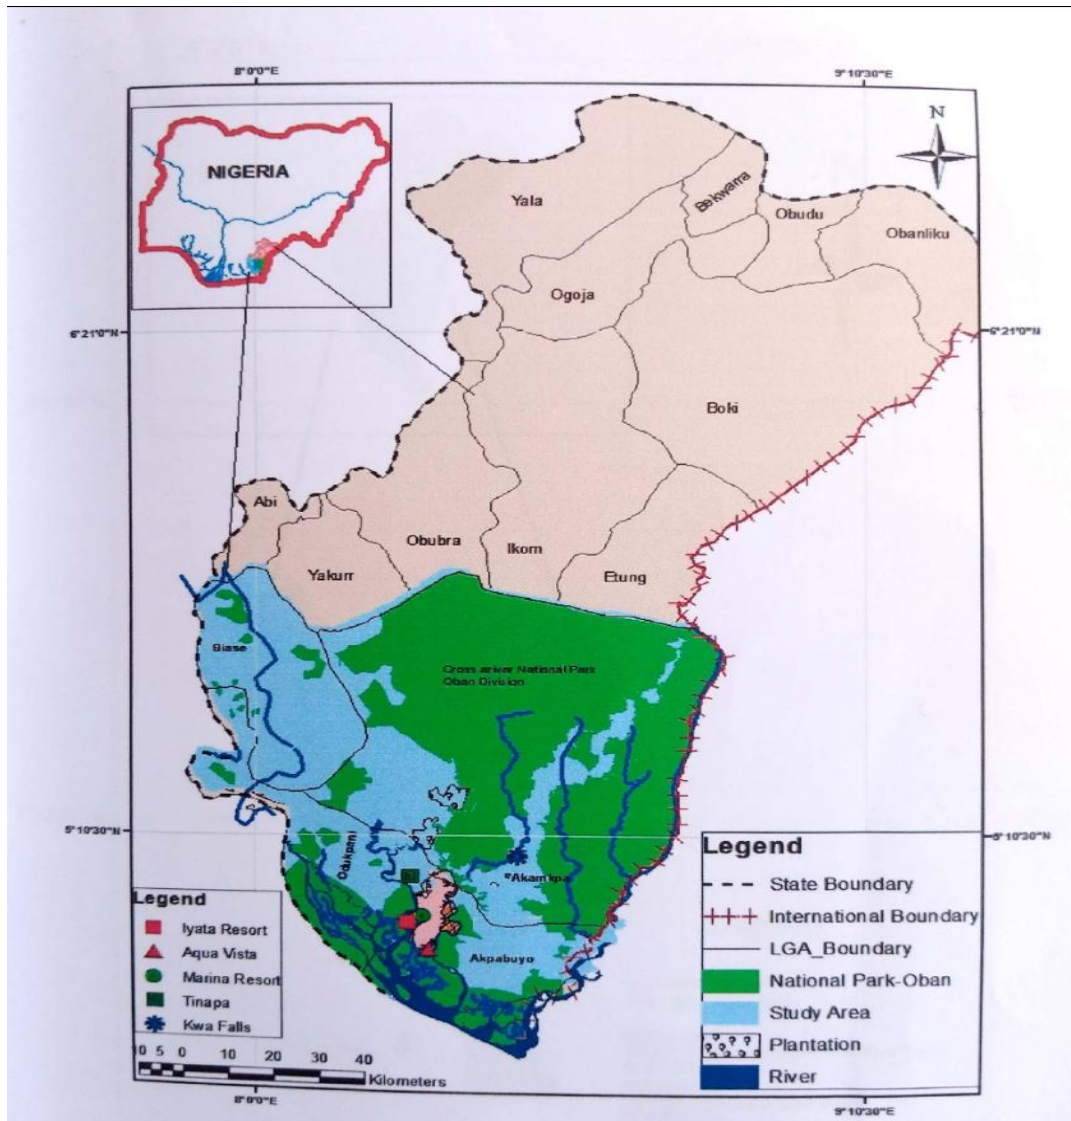 8°0'0"E
9°10'30"E
N
NIGERIA
Yala
Bekwarra
Obudu
Obanliku
Ogoja
6°21'0"N
6°21'0"N
Boki
Abi
Obubra
Ikom
Yakurr
Etung
Biase
Cross ariver National Park
Oban Division
5°10'30"N
5°10'30"N
Odukpani
Akamkpa
Akpabuyo
Legend
Iyata Resort
Aqua Vista
Marina Resort
Tinapa
Kwa Falls
10 5 0 10 20 30 40
Kilometers
Legend
State Boundary
International Boundary
LGA_Boundary
National Park-Oban
Study Area
Plantation
River
8°0'0"E
9°10'30"E